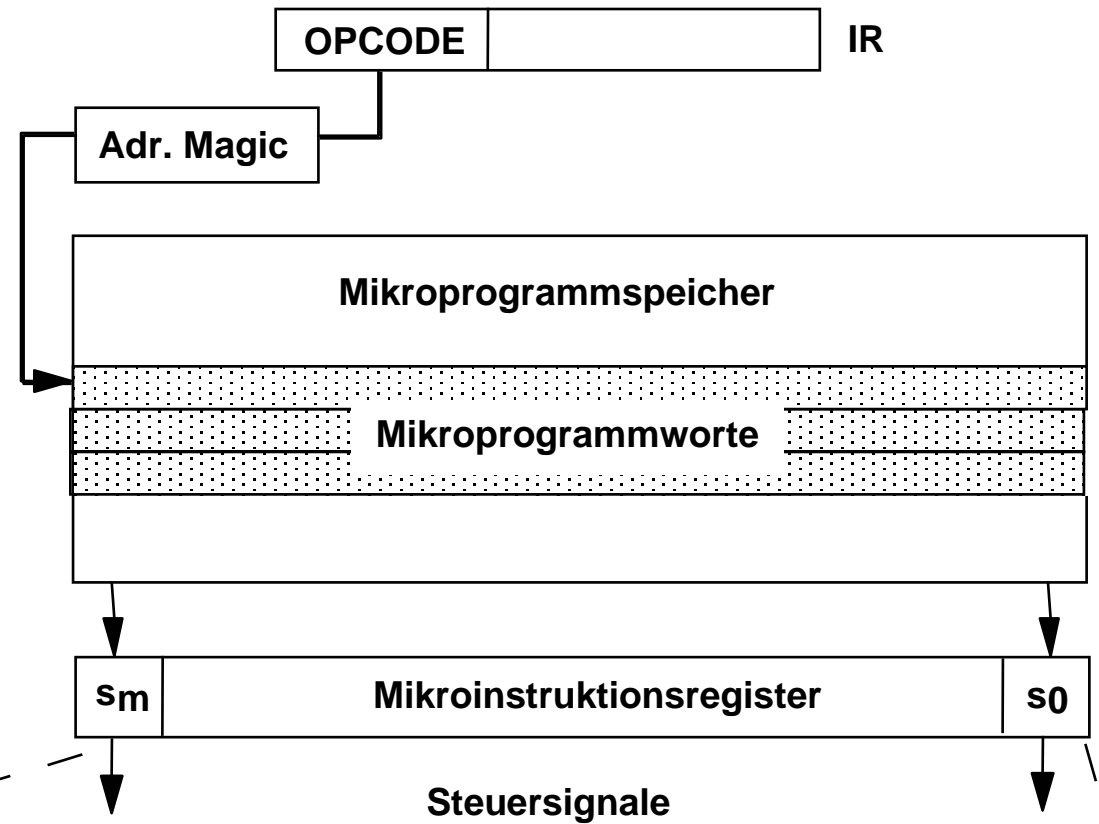 OPCODE
IR
Adr. Magic
Mikroprogrammspeicher
Mikroprogrammworte
sm
Mikroinstruktionsregister
s0
Steuersignale